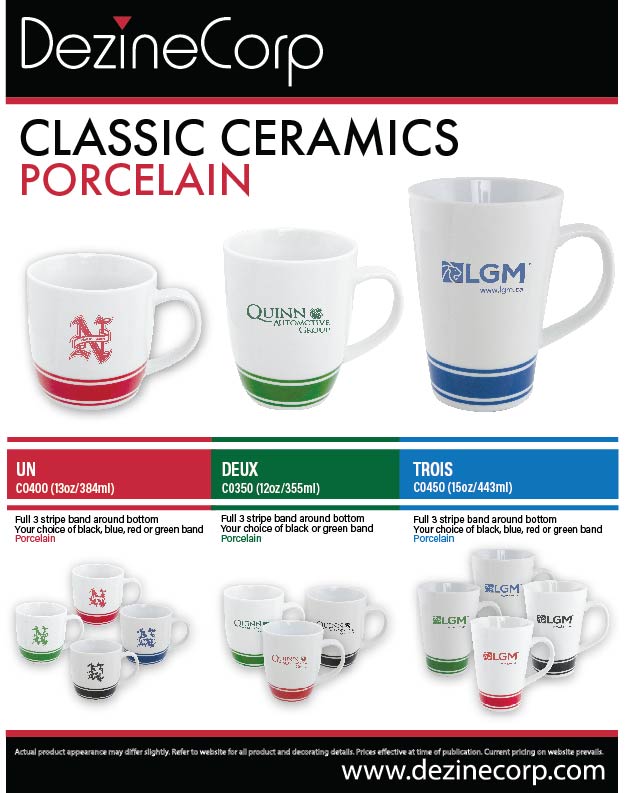 DezineCorp
CLASSIC CERAMICS
PORCELAIN
LGM
www.lgm.ca
N
QUINN
AUTOMOTIVE
GROUP
UN
C0400 (13oz/384ml)
DEUX
C0350 (12oz/355ml)
TROIS
C0450 (15oz/443ml)
Full 3 stripe band around bottom
Your choice of black, blue, red or green band
Porcelain
Full 3 stripe band around bottom
Your choice of black, red or green band
Porcelain
Full 3 stripe band around bottom
Your choice of black, blue, red or green band
Porcelain
N
N
N
N
QUINN
QUINN
QUINN
LGM
LGM
LGM
LGM
Actual product appearance may differ slightly. Refer to website for all product and decorating details. Prices effective at time of publication. Current pricing on website prevails.
www.dezinecorp.com